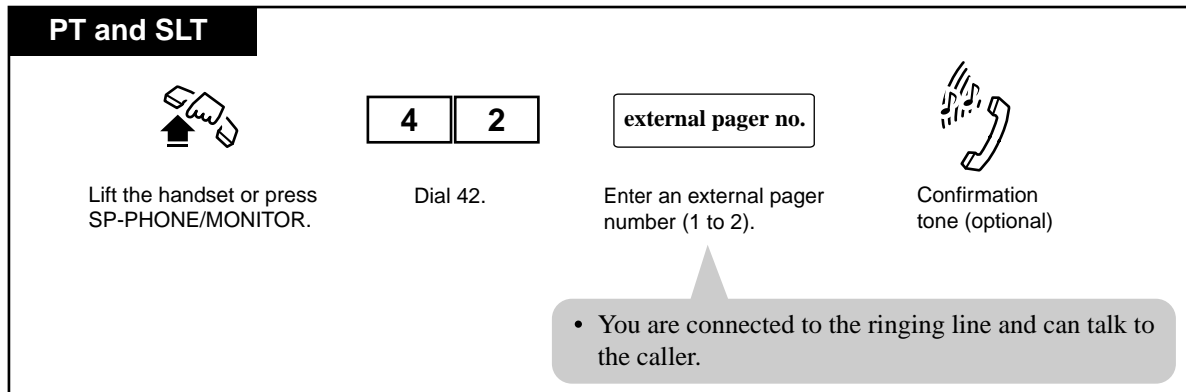 PT and SLT
4 2
external pager no.
Lift the handset or press
SP-PHONE/MONITOR.
Dial 42.
Enter an external pager
number (1 to 2).
Confirmation
tone (optional)
• You are connected to the ringing line and can talk to
the caller.